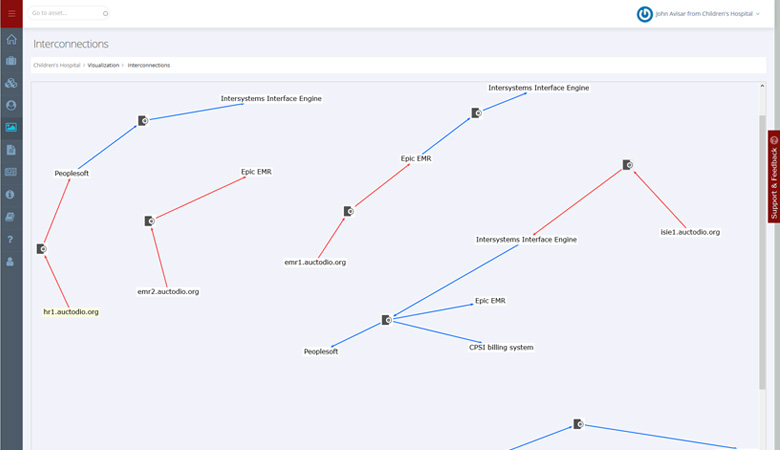 Go to asset...
John Avisar from Children's Hospital
Interconnections
Children's Hospital › Visualization › Interconnections
Intersystems Interface Engine
Intersystems Interface Engine
Peoplesoft
Epic EMR
Epic EMR
isie1.auctodio.org
Intersystems Interface Engine
emr1.auctodio.org
emr2.auctodio.org
Epic EMR
hr1.auctodio.org
CPSI billing system
Peoplesoft
Support & Feedback